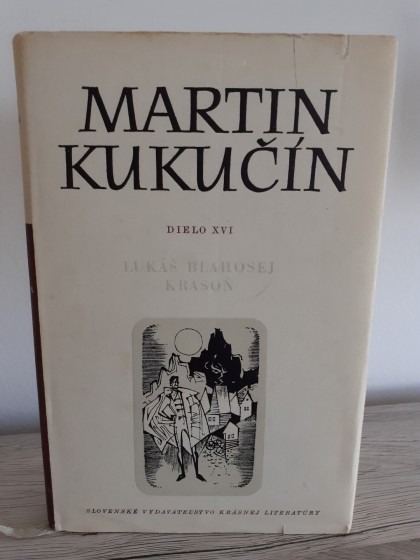 MARTIN
KUKUČÍN
DIELO XVI
LUKÁŠ BLAHOSEJ
KRASOŇ
SLOVENSKÉ VYDAVATEĽSTVO KRÁSNEJ LITERATÚRY